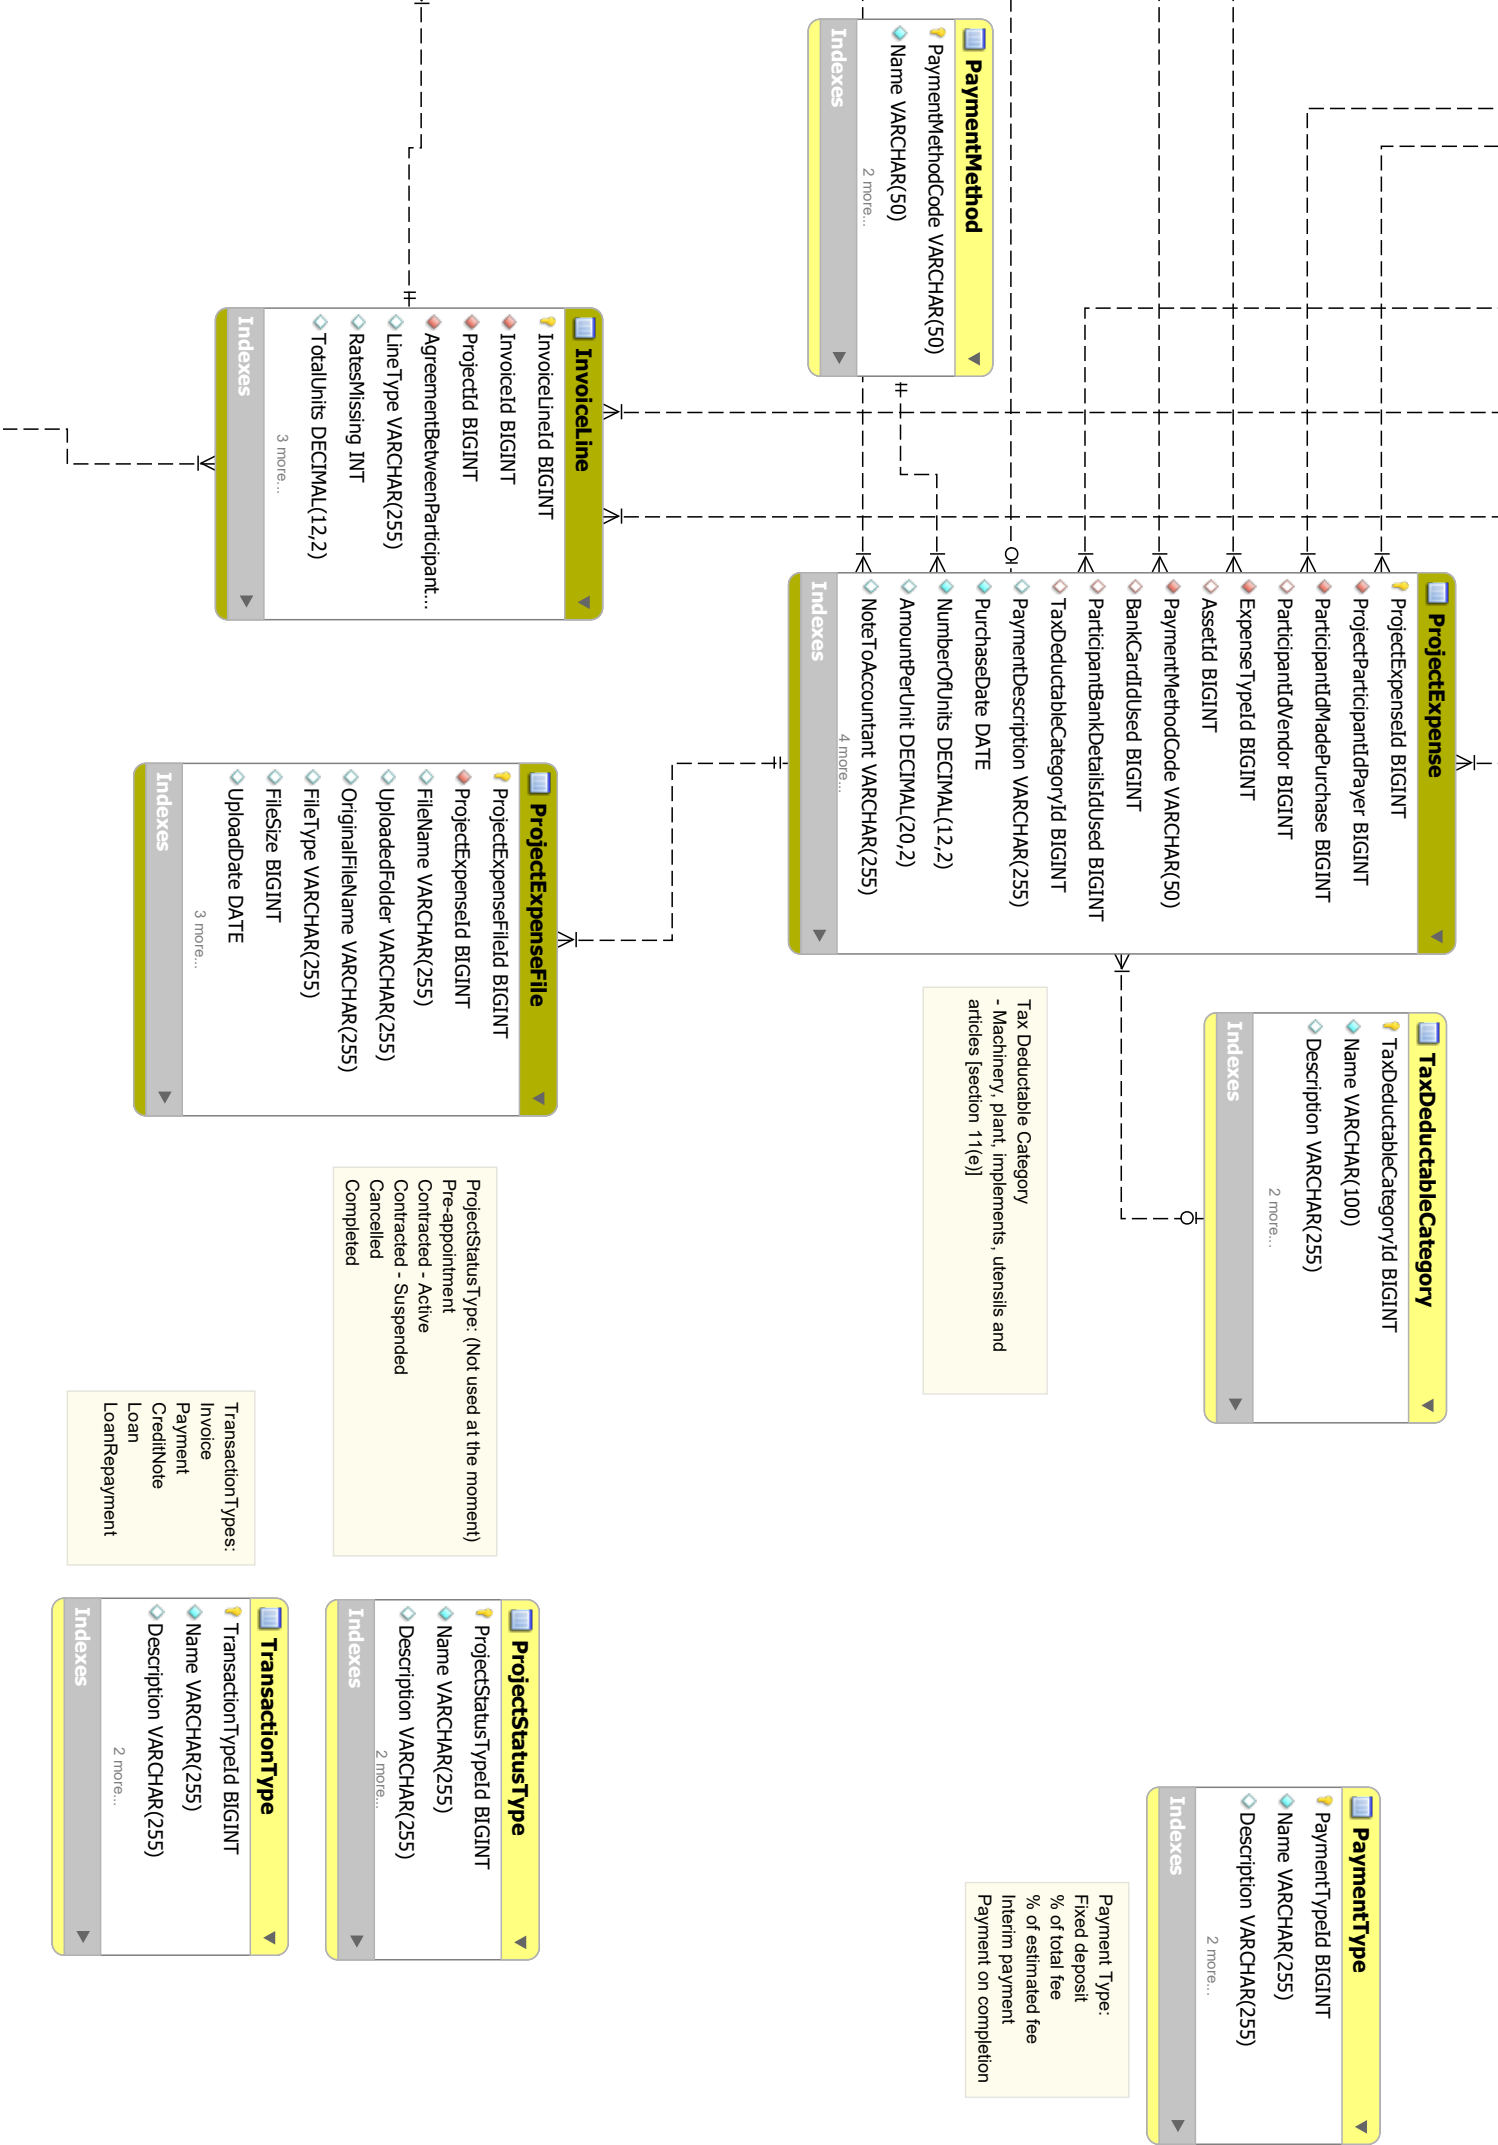 PaymentMethod
PaymentMethodCode VARCHAR(50)
Name VARCHAR(50)
2 more...
Indexes
InvoiceLine
InvoiceLineId BIGINT
InvoiceId BIGINT
ProjectId BIGINT
AgreementBetweenParticipant...
LineType VARCHAR(255)
RatesMissing INT
TotalUnits DECIMAL(12,2)
3 more...
Indexes
ProjectExpense
ProjectExpenseId BIGINT
ProjectParticipantIdPayer BIGINT
ParticipantIdMadePurchase BIGINT
ParticipantIdVendor BIGINT
ExpenseTypeId BIGINT
AssetId BIGINT
PaymentMethodCode VARCHAR(50)
BankCardIdUsed BIGINT
ParticipantBankDetailsIdUsed BIGINT
TaxDeductableCategoryId BIGINT
PaymentDescription VARCHAR(255)
PurchaseDate DATE
NumberOfUnits DECIMAL(12,2)
AmountPerUnit DECIMAL(20,2)
NoteToAccountant VARCHAR(255)
4 more...
Indexes
ProjectExpenseFile
ProjectExpenseFileId BIGINT
ProjectExpenseId BIGINT
FileName VARCHAR(255)
UploadedFolder VARCHAR(255)
OriginalFileName VARCHAR(255)
FileType VARCHAR(255)
FileSize BIGINT
UploadDate DATE
3 more...
Indexes
TaxDeductableCategory
TaxDeductableCategoryId BIGINT
Name VARCHAR(100)
Description VARCHAR(255)
2 more...
Indexes
Tax Deductable Category
- Machinery, plant, implements, utensils and
articles [section 11(e)]
ProjectStatusType: (Not used at the moment)
Pre-appointment
Contracted - Active
Contracted - Suspended
Cancelled
Completed
TransactionTypes:
Invoice
Payment
CreditNote
Loan
LoanRepayment
PaymentType
PaymentTypeId BIGINT
Name VARCHAR(255)
Description VARCHAR(255)
2 more...
Indexes
Payment Type:
Fixed deposit
% of total fee
% of estimated fee
Interim payment
Payment on completion
ProjectStatusType
ProjectStatusTypeId BIGINT
Name VARCHAR(255)
Description VARCHAR(255)
2 more...
Indexes
TransactionType
TransactionTypeId BIGINT
Name VARCHAR(255)
Description VARCHAR(255)
2 more...
Indexes